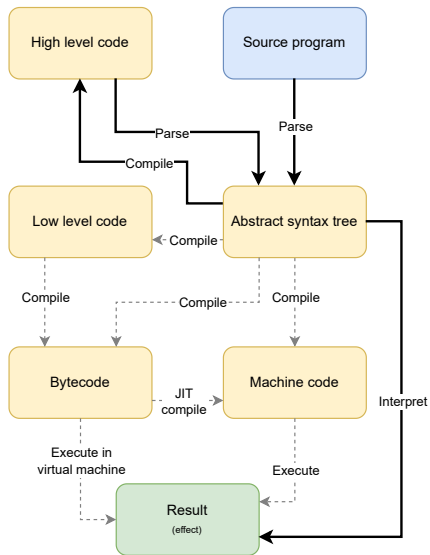 High level code
Source program
Parse
Parse
Compile
Low level code
Abstract syntax tree
Compile
Compile
Compile
Compile
Bytecode
JIT
compile
Machine code
Interpret
Execute in
virtual machine
Execute
Result
(effect)